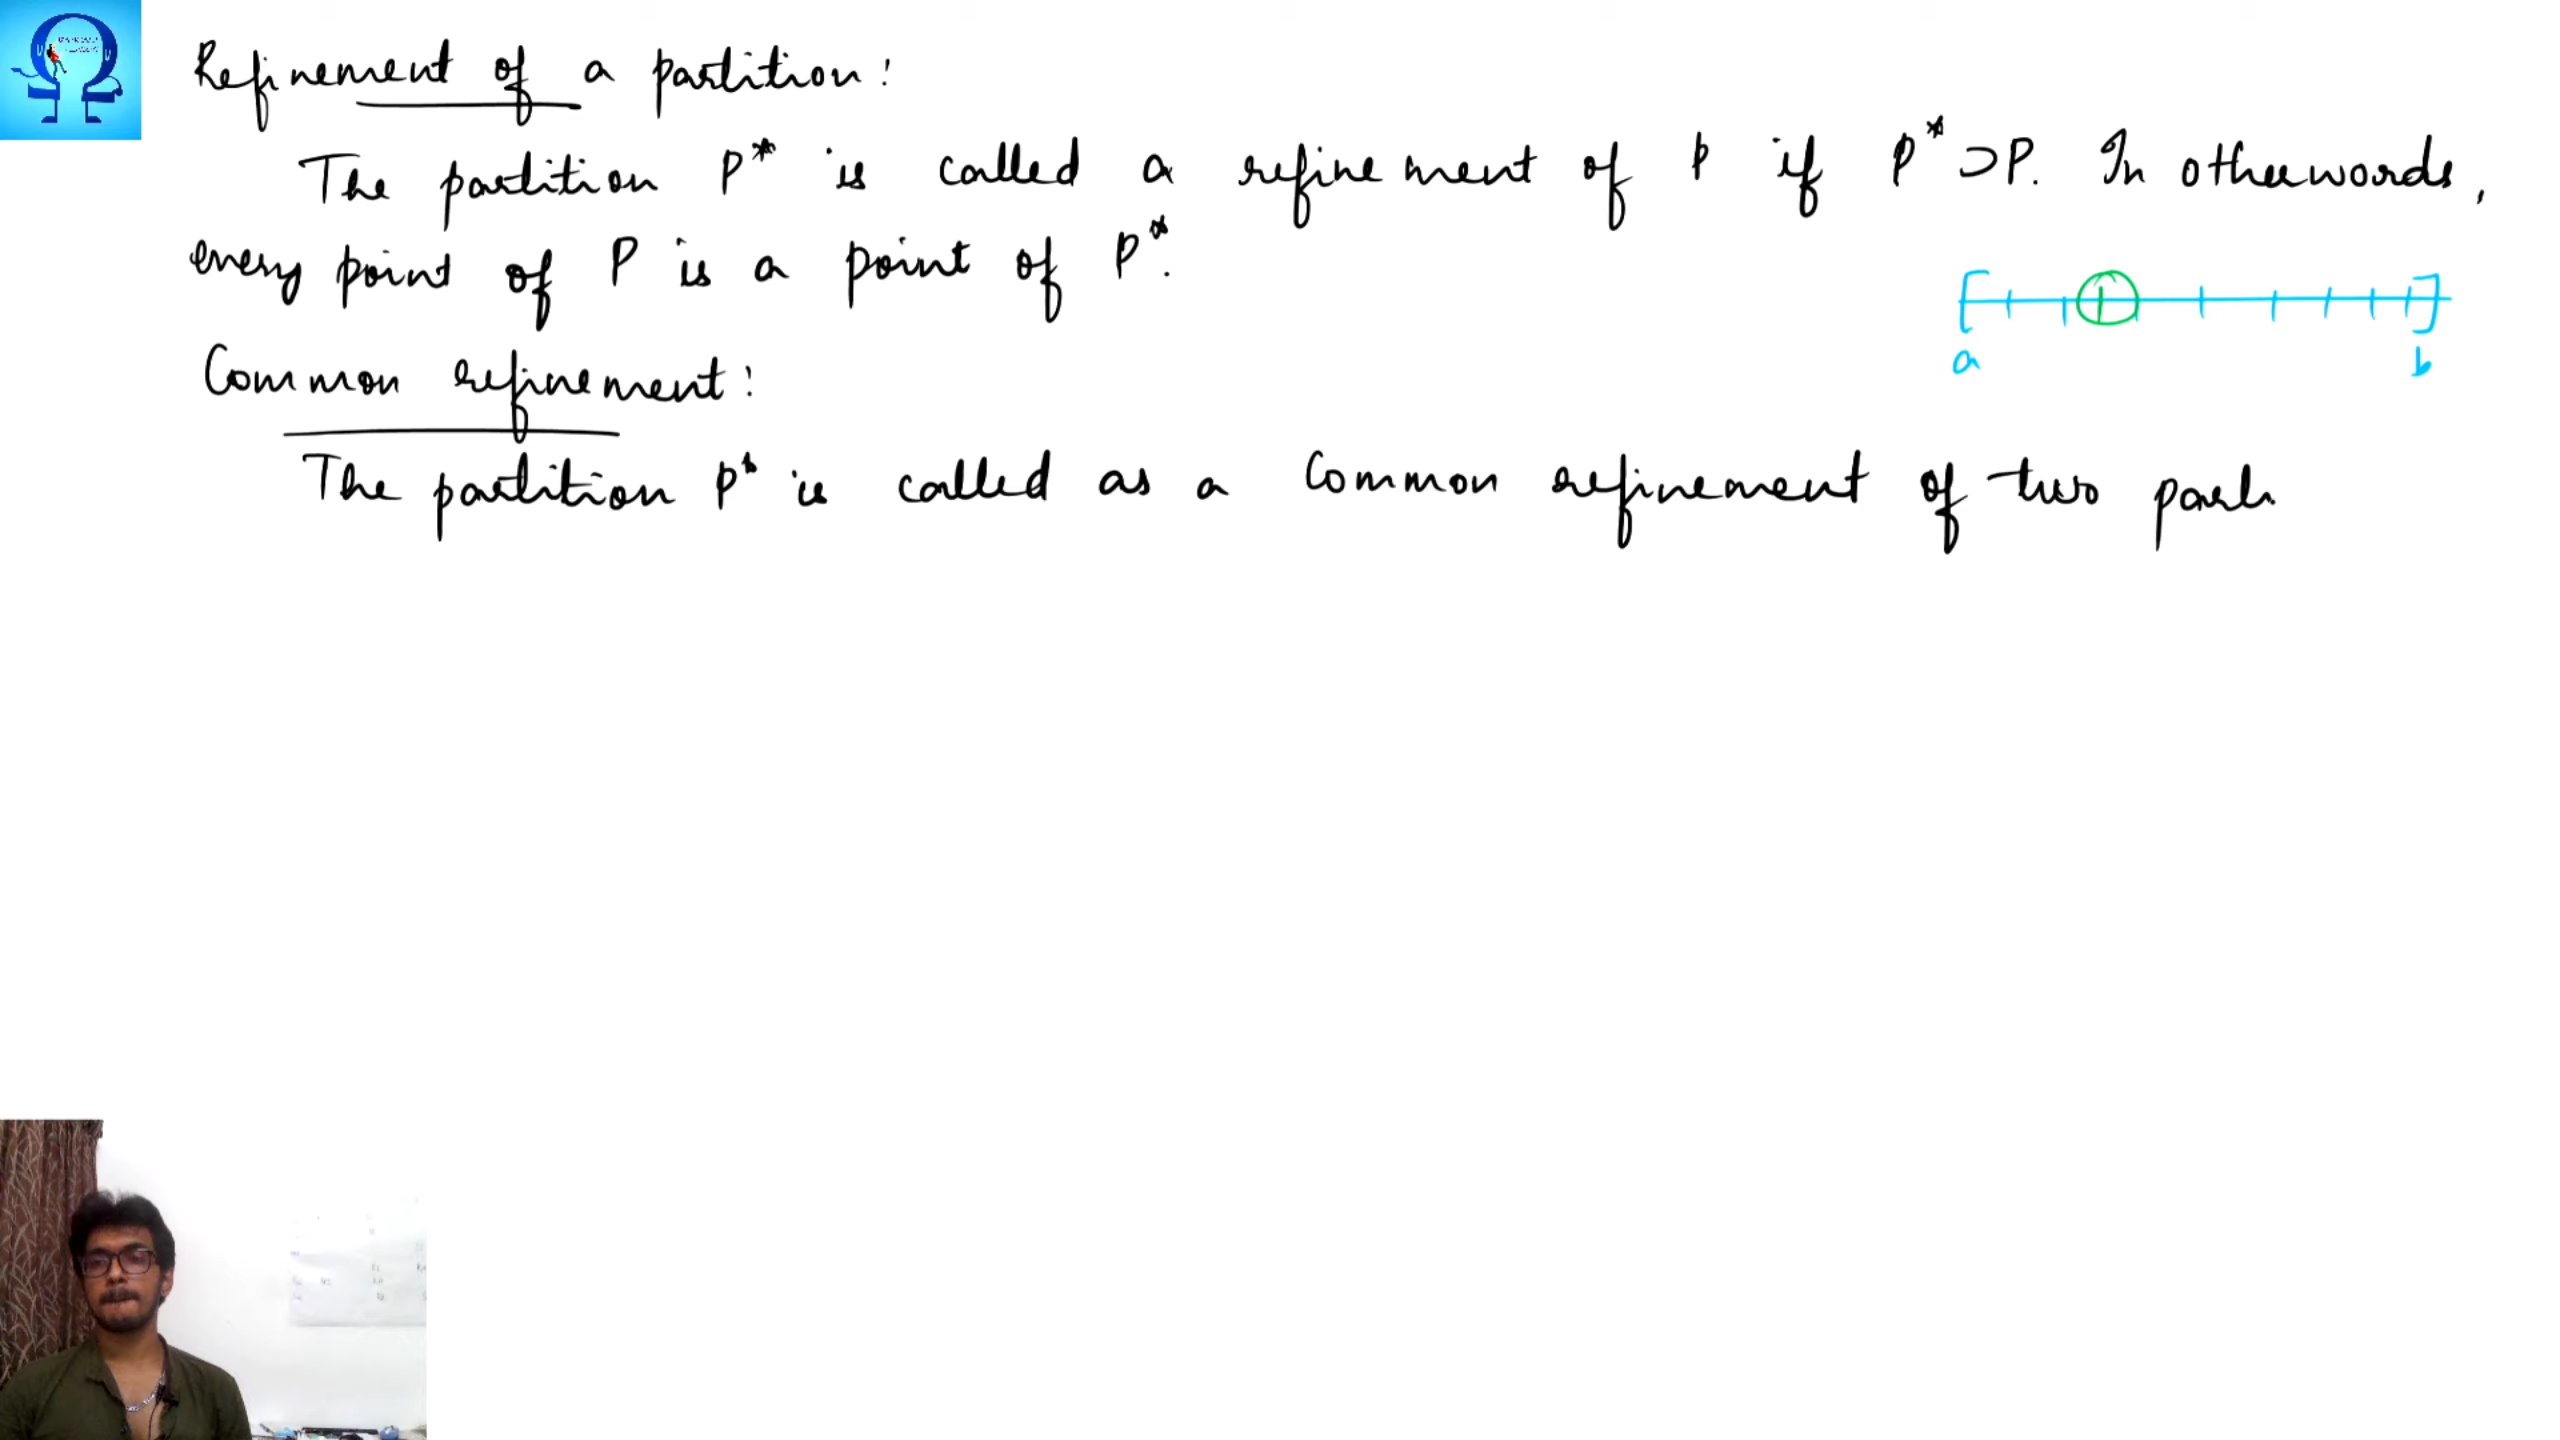 Refinement of a partition:
The partition P* is called a refinement of P if P* ⊃ P. In otherwords,
every point of P is a point of P*.
a b
Common refinement:
The partition P* is called as a Common refinement of two parti